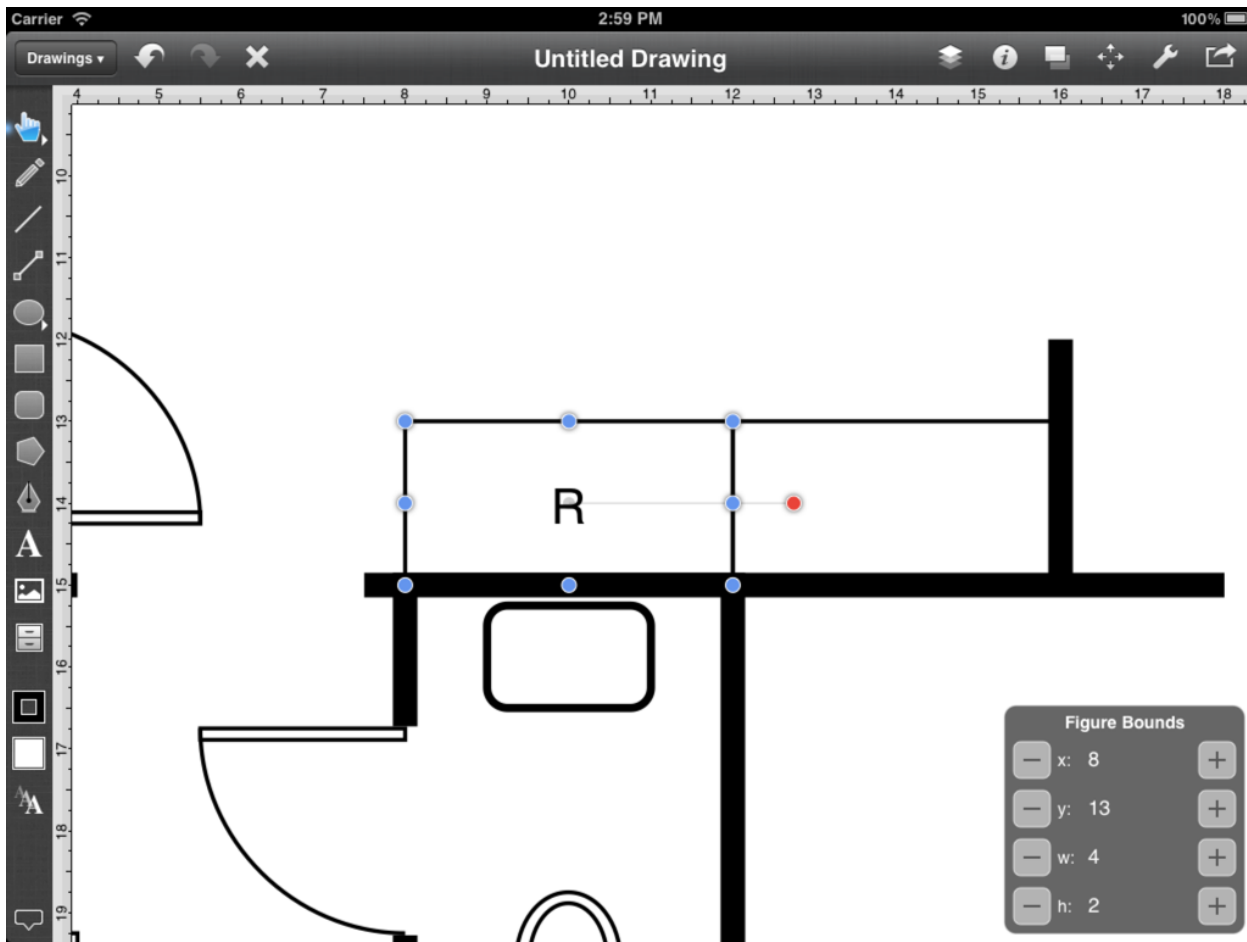 Carrier 2:59 PM 100%
Drawings ▾ Untitled Drawing
4 5 6 7 8 9 10 11 12 13 14 15 16 17 18
10
11
12
13
14
15
16
17
18
19
R
A
AAA
Figure Bounds
x: 8
y: 13
w: 4
h: 2